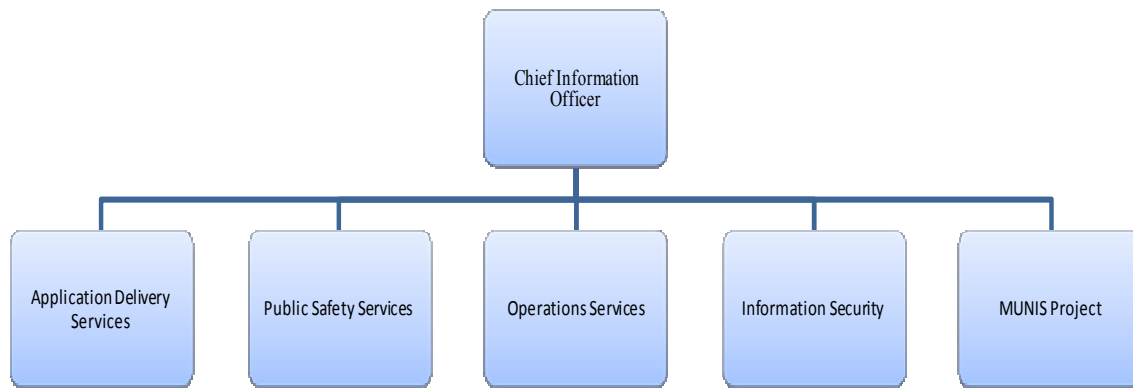 Chief Information
Officer
Application Delivery
Services
Public Safety Services
Operations Services
Information Security
MUNIS Project